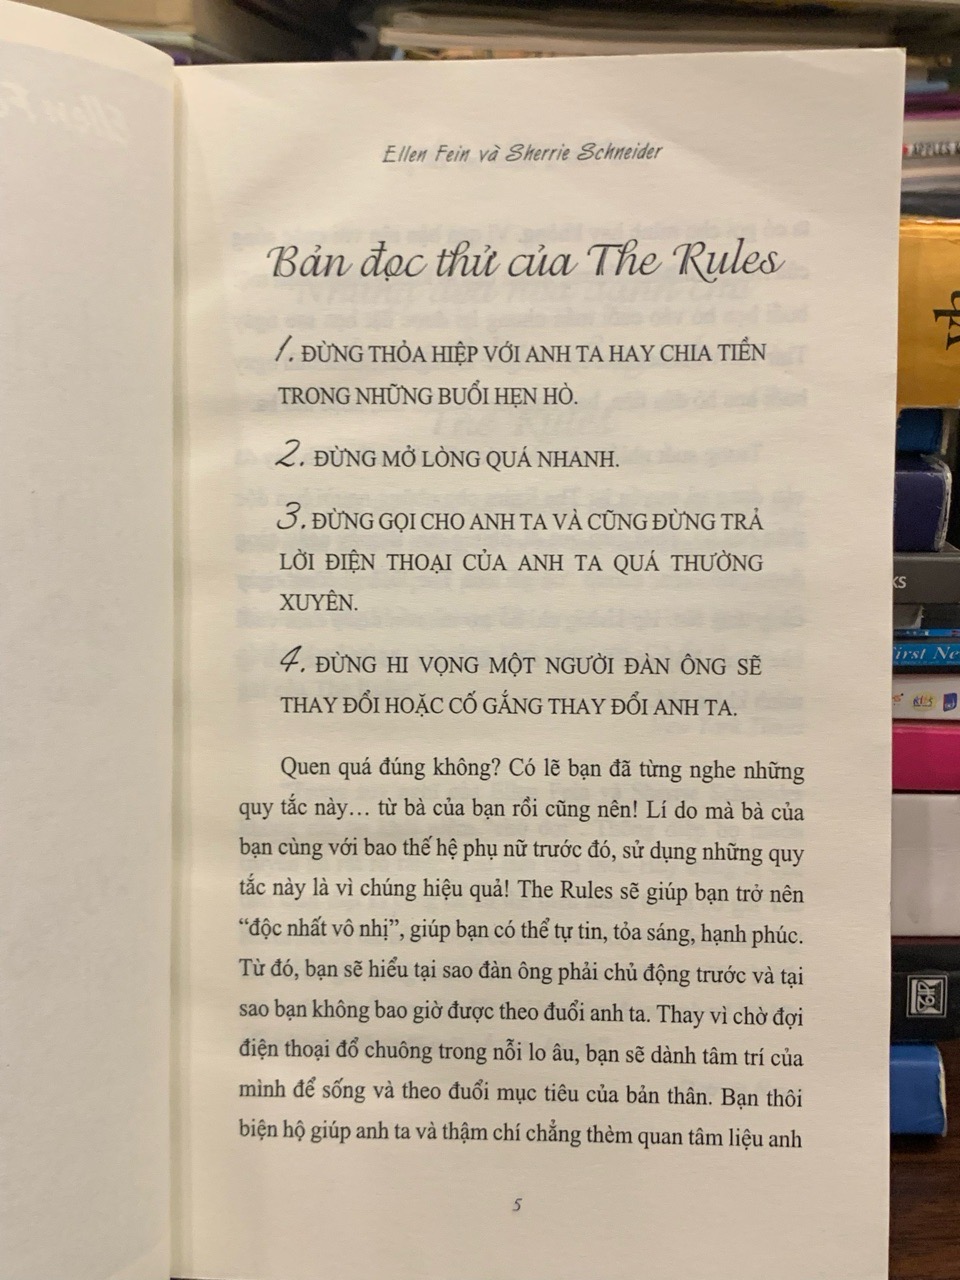 Ellen Fein và Sherrie Schneider
Bản đọc thử của The Rules
1. ĐỪNG THỎA HIỆP VỚI ANH TA HAY CHIA TIỀN
TRONG NHỮNG BUỔI HẸN HÒ.
2. ĐỪNG MỞ LÒNG QUÁ NHANH.
3. ĐỪNG GỌI CHO ANH TA VÀ CŨNG ĐỪNG TRẢ
LỜI ĐIỆN THOẠI CỦA ANH TA QUÁ THƯỜNG
XUYÊN.
4. ĐỪNG HI VỌNG MỘT NGƯỜI ĐÀN ÔNG SẼ
THAY ĐỔI HOẶC CỐ GẮNG THAY ĐỔI ANH TA.
Quen quá đúng không? Có lẽ bạn đã từng nghe những
quy tắc này… từ bà của bạn rồi cũng nên! Lí do mà bà của
bạn cùng với bao thế hệ phụ nữ trước đó, sử dụng những quy
tắc này là vì chúng hiệu quả! The Rules sẽ giúp bạn trở nên
“độc nhất vô nhị”, giúp bạn có thể tự tin, tỏa sáng, hạnh phúc.
Từ đó, bạn sẽ hiểu tại sao đàn ông phải chủ động trước và tại
sao bạn không bao giờ được theo đuổi anh ta. Thay vì chờ đợi
điện thoại đổ chuông trong nỗi lo âu, bạn sẽ dành tâm trí của
mình để sống và theo đuổi mục tiêu của bản thân. Bạn thôi
biện hộ giúp anh ta và thậm chí chẳng thèm quan tâm liệu anh
5
APPLES
First Ne